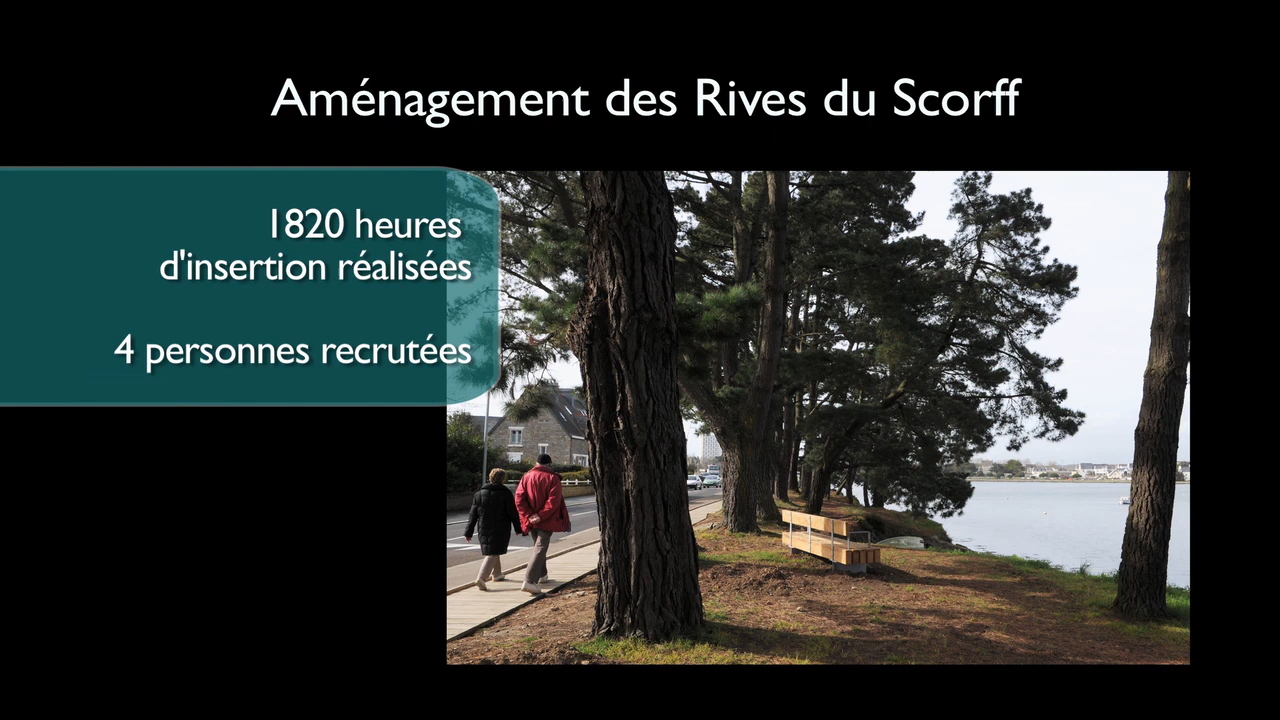 Aménagement des Rives du Scorff
1820 heures
d'insertion réalisées
4 personnes recrutées